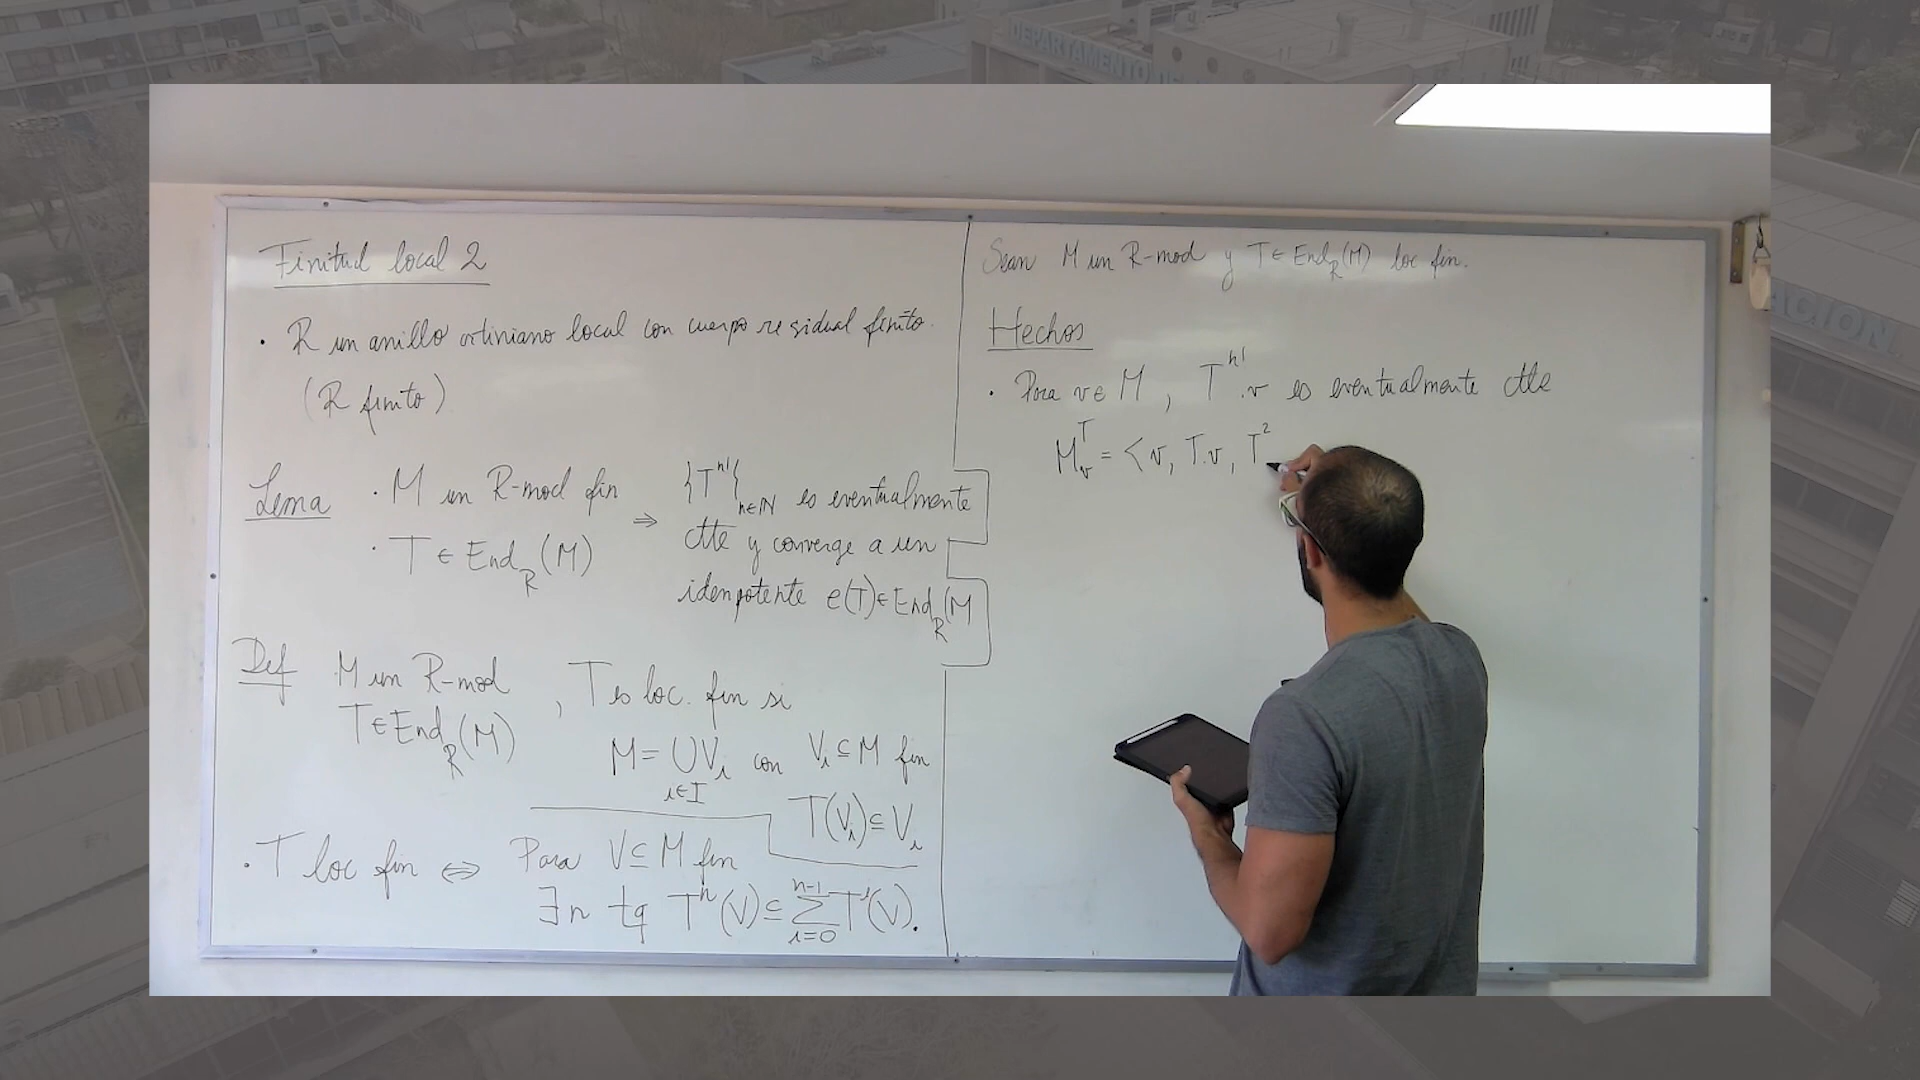 DEPARTAMENTO DE
Finitud local 2
• R un anillo artiniano local con cuerpo residual finito.
(R finito)
Lema • M un R-mod fin
• T ∈ End_R(M)
⇒ {T^{n!}}_{n∈ℕ} es eventualmente
cte y converge a un
idempotente e(T) ∈ End_R(M
Def M un R-mod
T ∈ End_R(M)
, T es loc. fin si
M = ∪_{i∈I} V_i con V_i ⊆ M fin
T(V_i) ⊆ V_i
• T loc fin ⇔ Para V ⊆ M fin
∃n tq T^n(V) ⊆ ∑_{i=0}^{n-1} T^i(V).
Sean M un R-mod y T ∈ End_R(M) loc fin.
Hechos
• Para v ∈ M, T^{n!}.v es eventualmente cte
M_v^T = < v, T.v, T^2